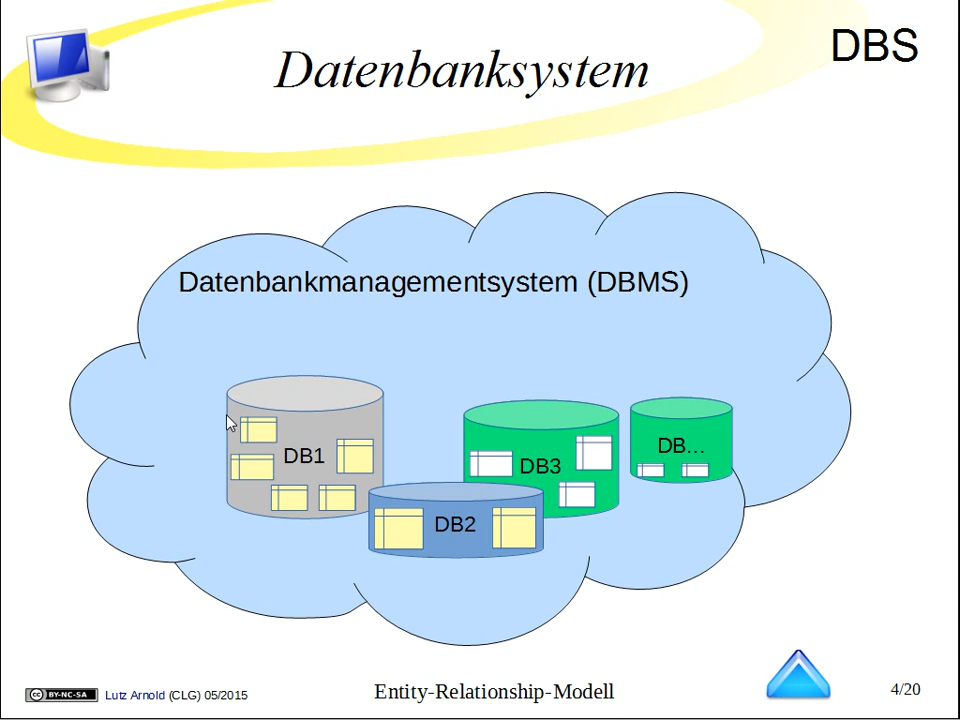 DBS
Datenbanksystem
Datenbankmanagementsystem (DBMS)
DB1
DB3
DB...
DB2
cc BY-NC-SA
Lutz Arnold (CLG) 05/2015
Entity-Relationship-Modell
4/20